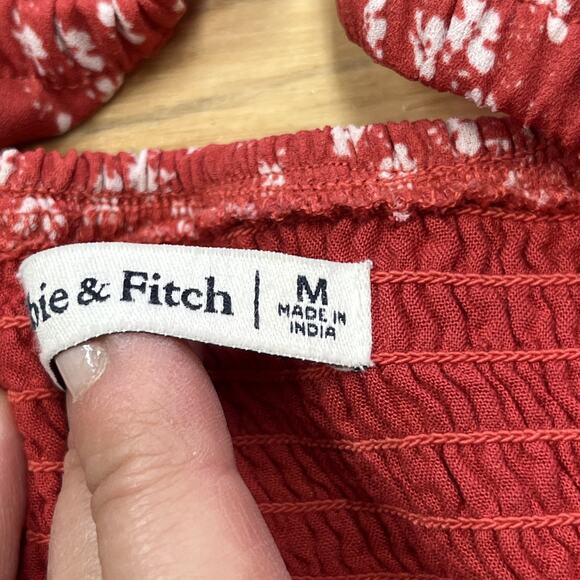 bie & Fitch
M
MADE IN
INDIA